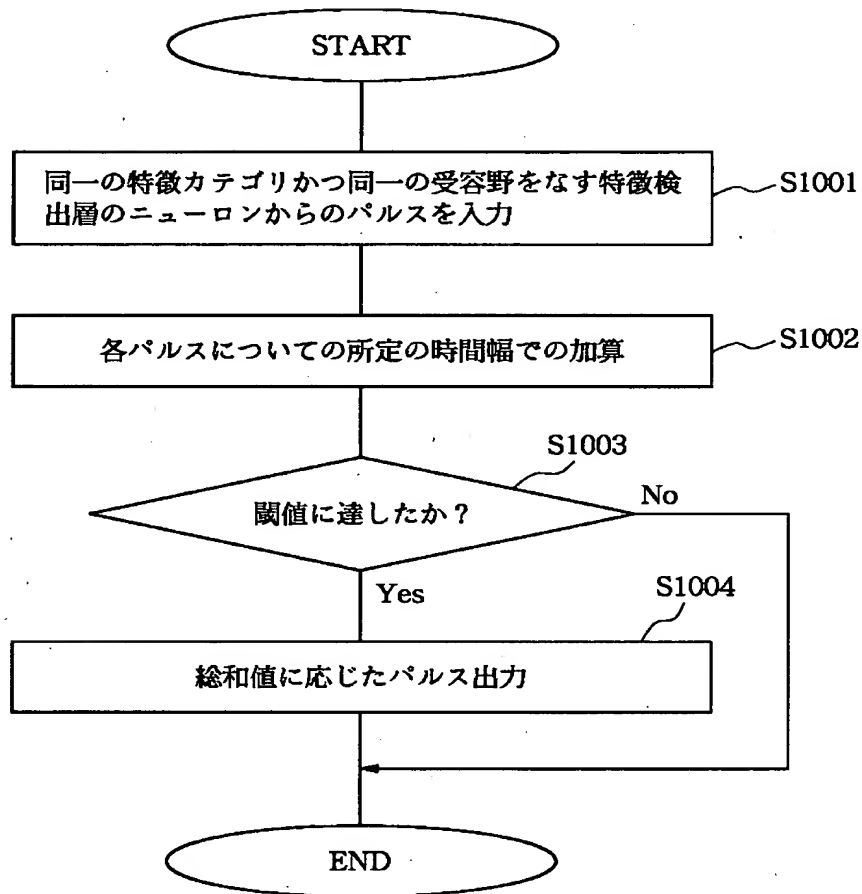 START
同一の特徴カテゴリかつ同一の受容野をなす特徴検
出層のニューロンからのパルスを入力
S1001
各パルスについての所定の時間幅での加算
S1002
S1003
閾値に達したか？
No
Yes
S1004
総和値に応じたパルス出力
END